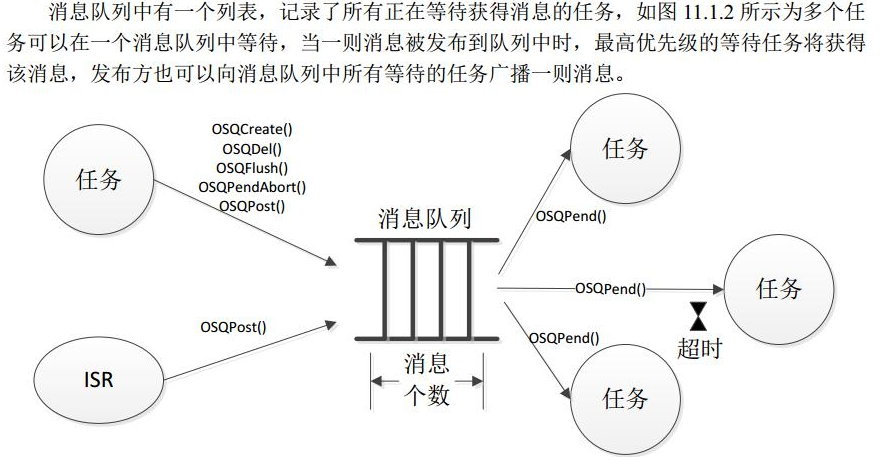 消息队列中有一个列表，记录了所有正在等待获得消息的任务，如图 11.1.2 所示为多个任
务可以在一个消息队列中等待，当一则消息被发布到队列中时，最高优先级的等待任务将获得
该消息，发布方也可以向消息队列中所有等待的任务广播一则消息。
任务
OSQCreate()
OSQDel()
OSQFlush()
OSQPendAbort()
OSQPost()
消息队列
任务
OSQPend()
OSQPend()
任务
超时
OSQPost()
ISR
消息
个数
OSQPend()
任务